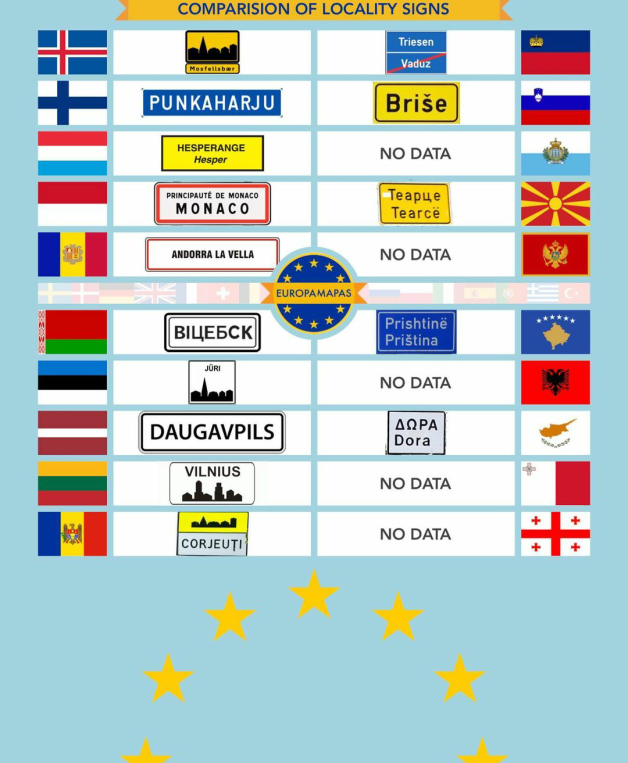 COMPARISION OF LOCALITY SIGNS
Mosfellsbær
Triesen
Vaduz
PUNKAHARJU
Briše
HESPERANGE
Hesper
NO DATA
PRINCIPAUTÉ DE MONACO
MONACO
Теарце
Tearcë
ANDORRA LA VELLA
NO DATA
EUROPAMAPAS
ВІЦЕБСК
Prishtinë
Priština
JÜRI
NO DATA
DAUGAVPILS
ΔΩΡΑ
Dora
VILNIUS
NO DATA
CORJEUȚI
NO DATA